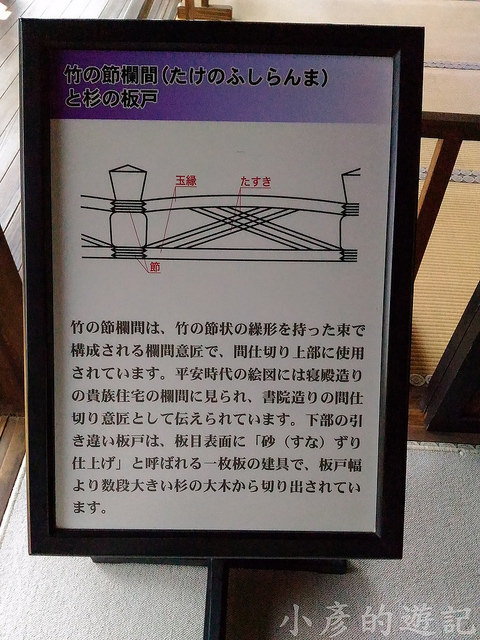 竹の節欄間（たけのふしらんま）
と杉の板戸
玉縁
たすき
節
竹の節欄間は、竹の節状の繰形を持った束で
構成される欄間意匠で、間仕切り上部に使用
されています。平安時代の絵図には寝殿造り
の貴族住宅の欄間に見られ、書院造りの間仕
切り意匠として伝えられています。下部の引
き違い板戸は、板目表面に「砂（すな）ずり
仕上げ」と呼ばれる一枚板の建具で、板戸幅
より数段大きい杉の大木から切り出されてい
ます。
小彥的遊記